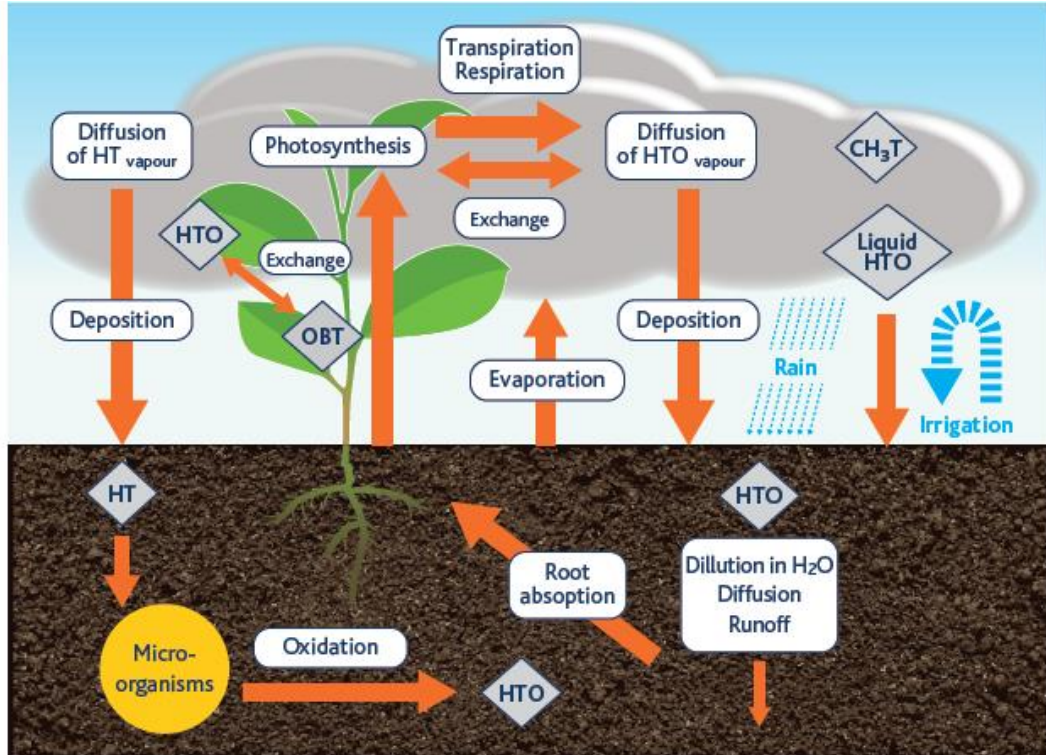 Transpiration
Respiration
Diffusion
of HT vapour
Photosynthesis
Diffusion
of HTO vapour
CH₃T
HTO
Exchange
Exchange
Liquid
HTO
Deposition
OBT
Evaporation
Deposition
Rain
Irrigation
HT
HTO
Root
absoption
Dillution in H₂O
Diffusion
Runoff
Micro-
organisms
Oxidation
HTO